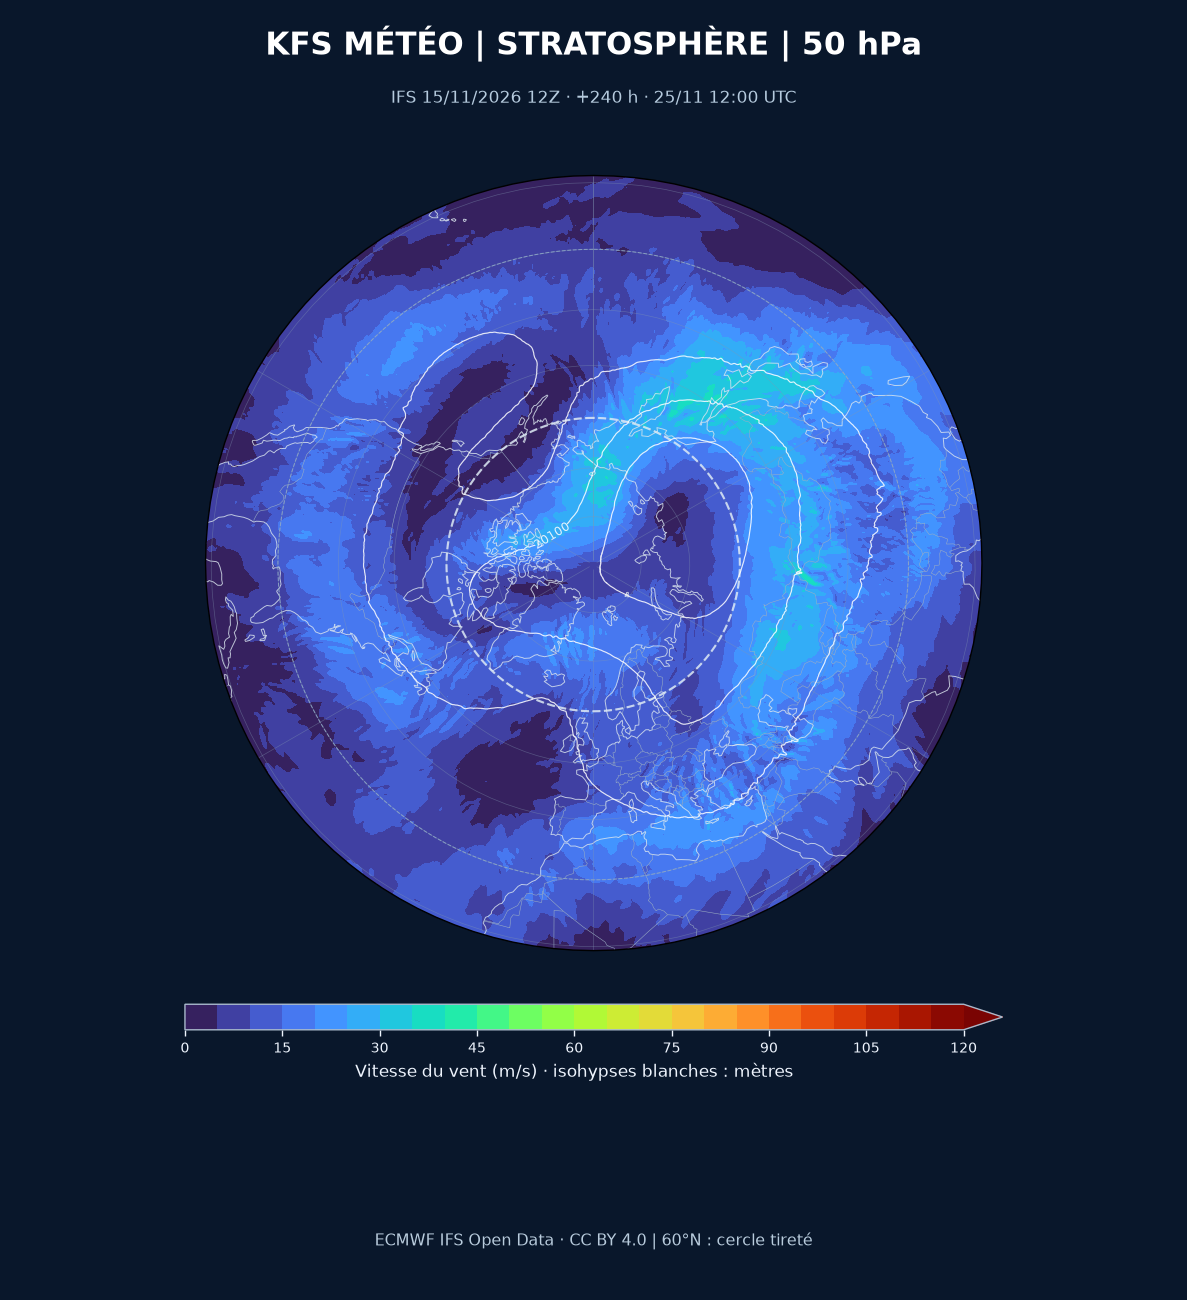 KFS MÉTÉO | STRATOSPHÈRE | 50 hPa
IFS 15/11/2026 12Z · +240 h · 25/11 12:00 UTC
20100
0 15 30 45 60 75 90 105 120
Vitesse du vent (m/s) · isohypses blanches : mètres
ECMWF IFS Open Data · CC BY 4.0 | 60°N : cercle tireté